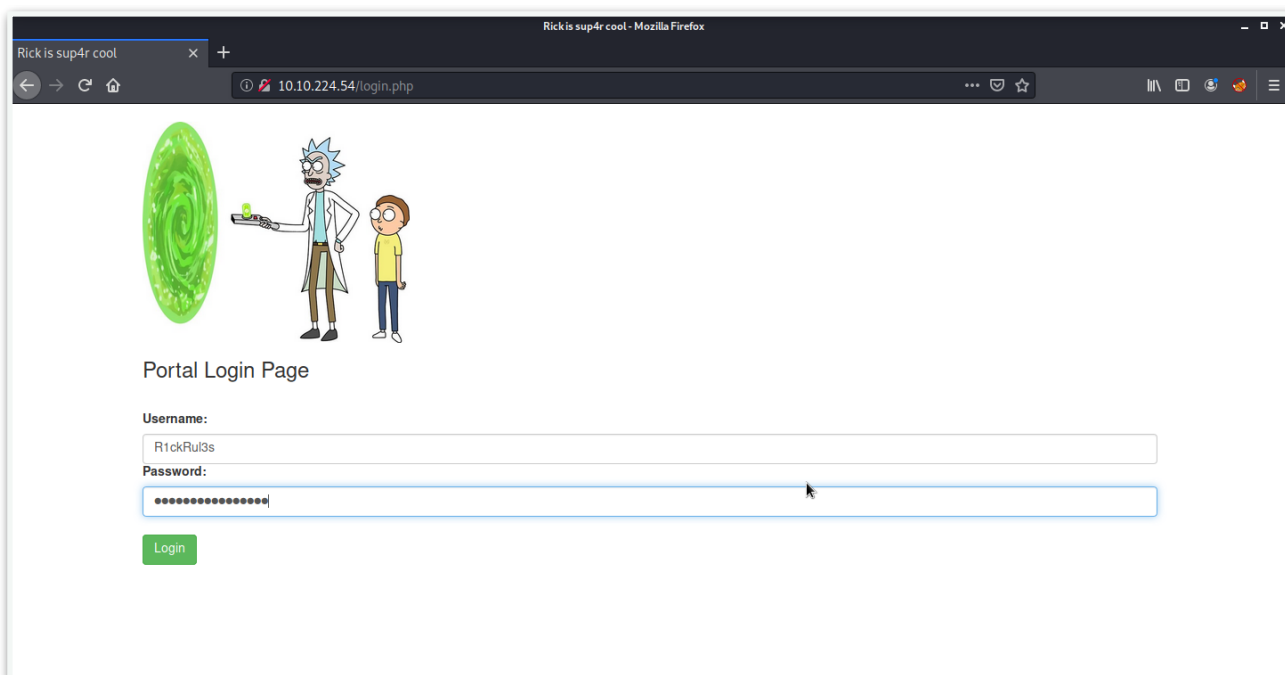 Rick is sup4r cool - Mozilla Firefox
Rick is sup4r cool
10.10.224.54/login.php
Portal Login Page
Username:
R1ckRul3s
Password:
Login